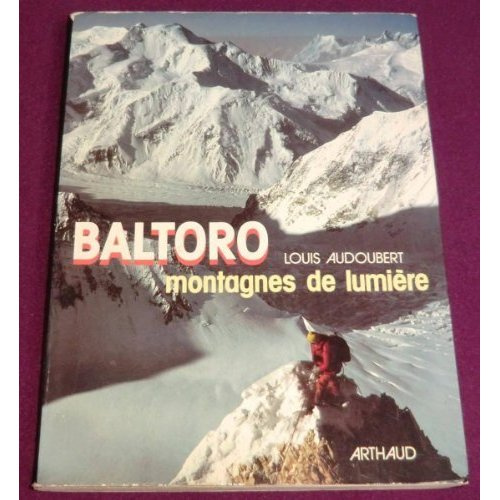 BALTORO
LOUIS AUDOUBERT
montagnes de lumière
ARTHAUD